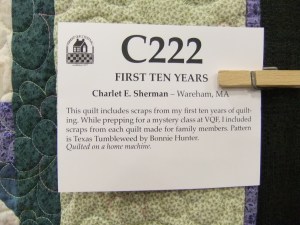 C222
FIRST TEN YEARS
Charlet E. Sherman – Wareham, MA
This quilt includes scraps from my first ten years of quilt-
ing. While prepping for a mystery class at VQF, I included
scraps from each quilt made for family members. Pattern
is Texas Tumbleweed by Bonnie Hunter.
Quilted on a home machine.